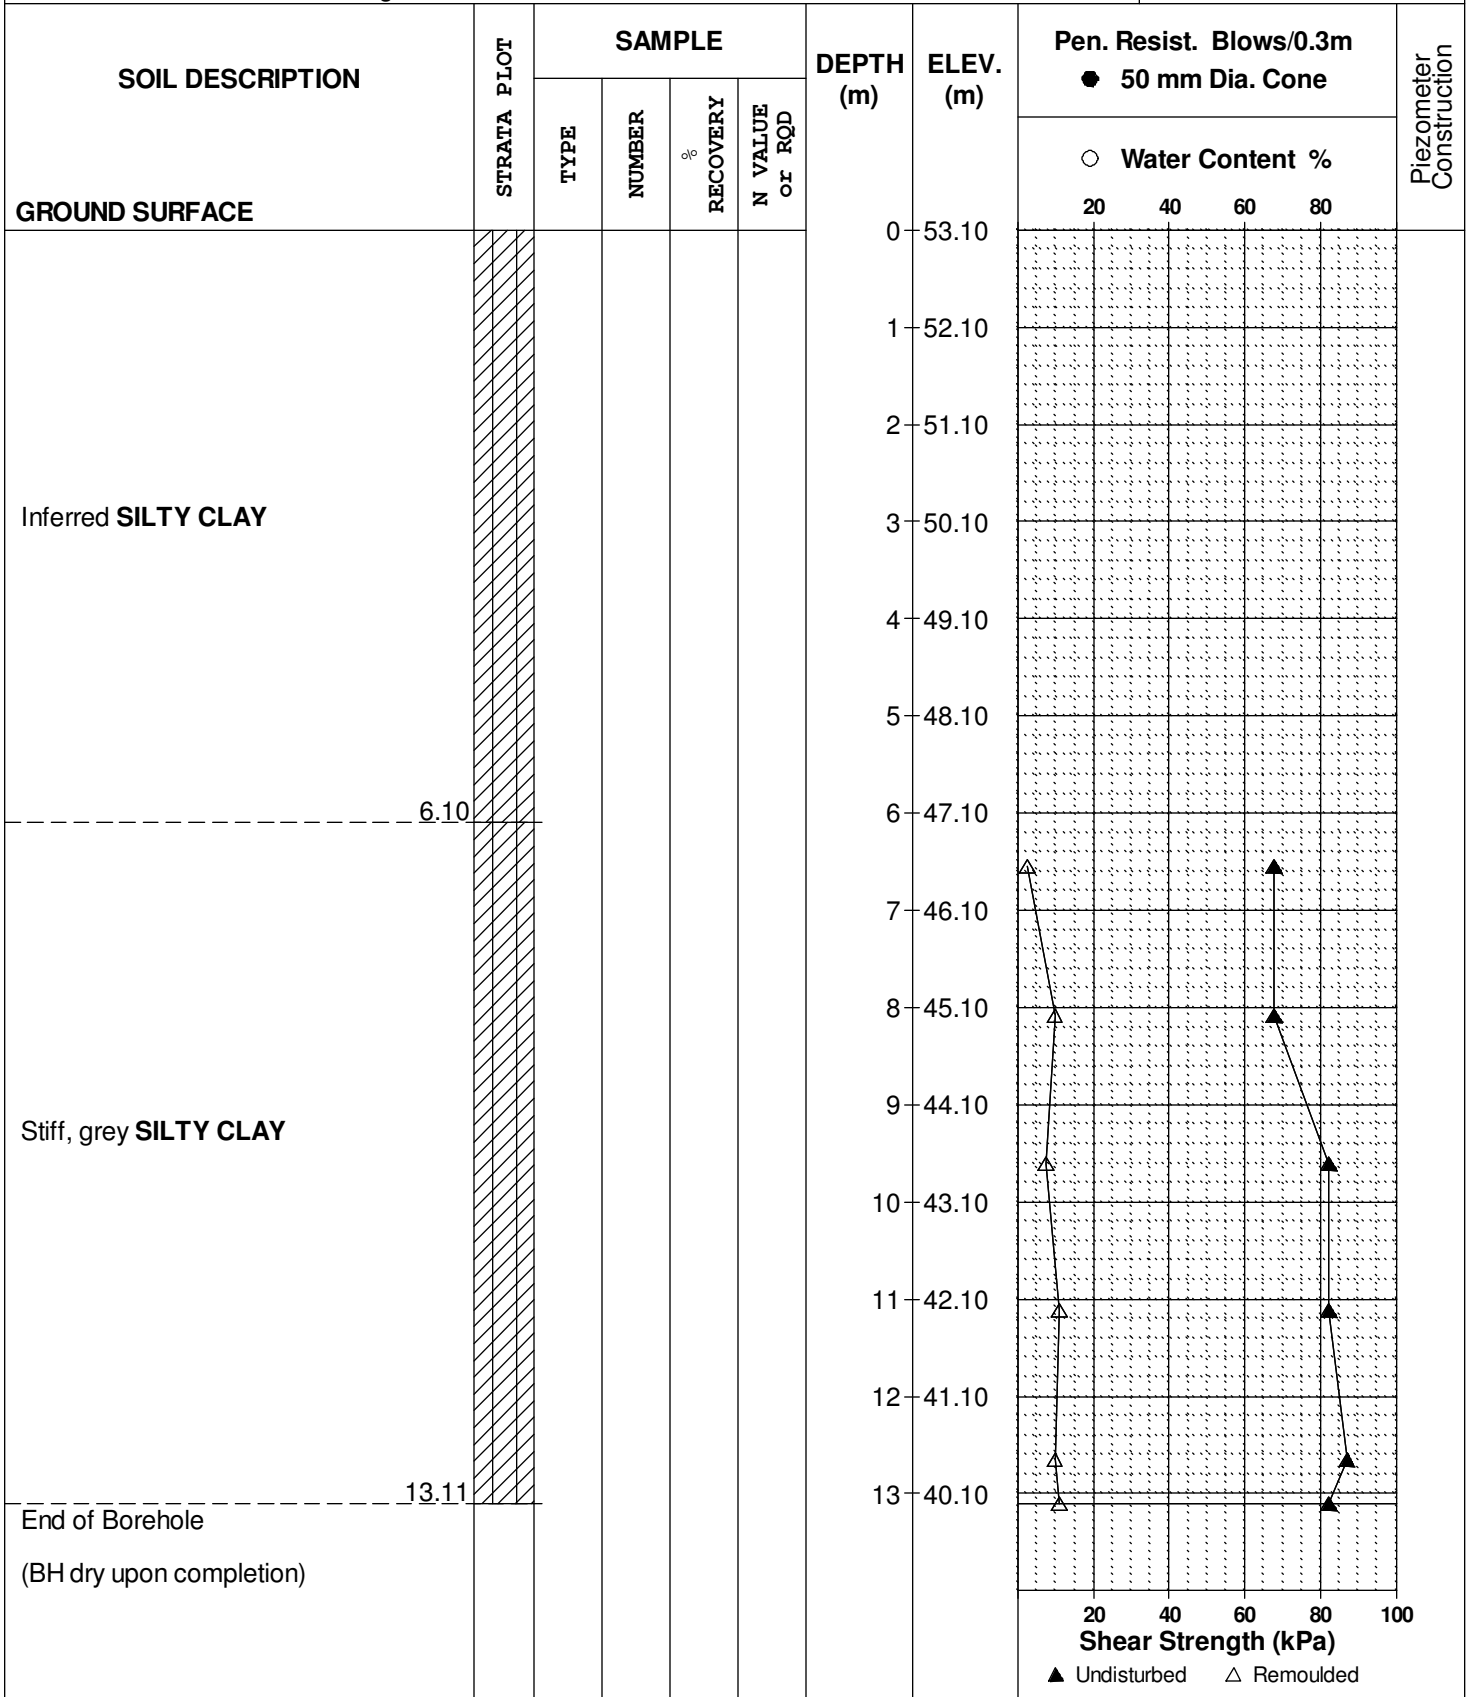 SOIL DESCRIPTION
GROUND SURFACE
STRATA PLOT
SAMPLE
TYPE
NUMBER
%
RECOVERY
N VALUE
or RQD
DEPTH
(m)
ELEV.
(m)
Pen. Resist. Blows/0.3m
● 50 mm Dia. Cone
○ Water Content %
20 40 60 80
Piezometer
Construction
0 53.10
1 52.10
2 51.10
Inferred SILTY CLAY
3 50.10
4 49.10
5 48.10
6.10
6 47.10
7 46.10
8 45.10
9 44.10
Stiff, grey SILTY CLAY
10 43.10
11 42.10
12 41.10
13.11
13 40.10
End of Borehole
(BH dry upon completion)
20 40 60 80 100
Shear Strength (kPa)
▲ Undisturbed △ Remoulded